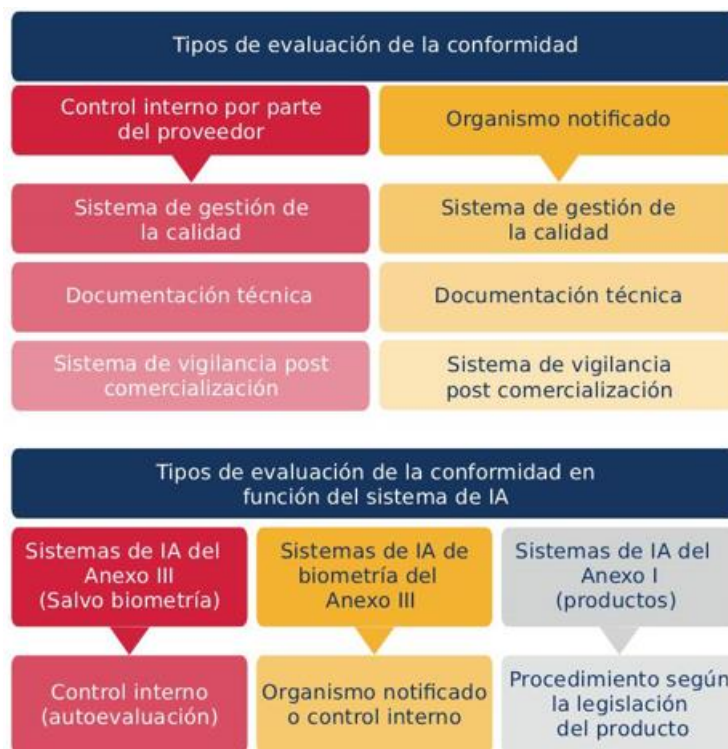 Tipos de evaluación de la conformidad
Control interno por parte
del proveedor
Organismo notificado
Sistema de gestión de
la calidad
Sistema de gestión de
la calidad
Documentación técnica
Documentación técnica
Sistema de vigilancia post
comercialización
Sistema de vigilancia
post comercialización
Tipos de evaluación de la conformidad en
función del sistema de IA
Sistemas de IA del
Anexo III
(Salvo biometría)
Sistemas de IA de
biometría del
Anexo III
Sistemas de IA del
Anexo I
(productos)
Control interno
(autoevaluación)
Organismo notificado
o control interno
Procedimiento según
la legislación
del producto